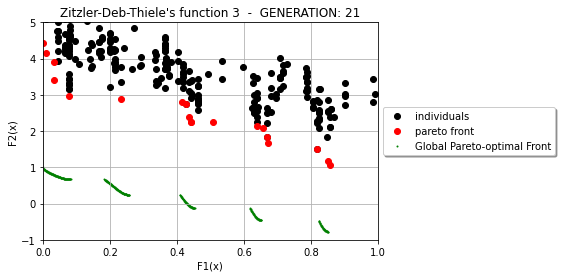 Zitzler-Deb-Thiele's function 3 - GENERATION: 21
5
4
3
2
1
0
−1
F2(x)
0.0 0.2 0.4 0.6 0.8 1.0
F1(x)
individuals
pareto front
Global Pareto-optimal Front